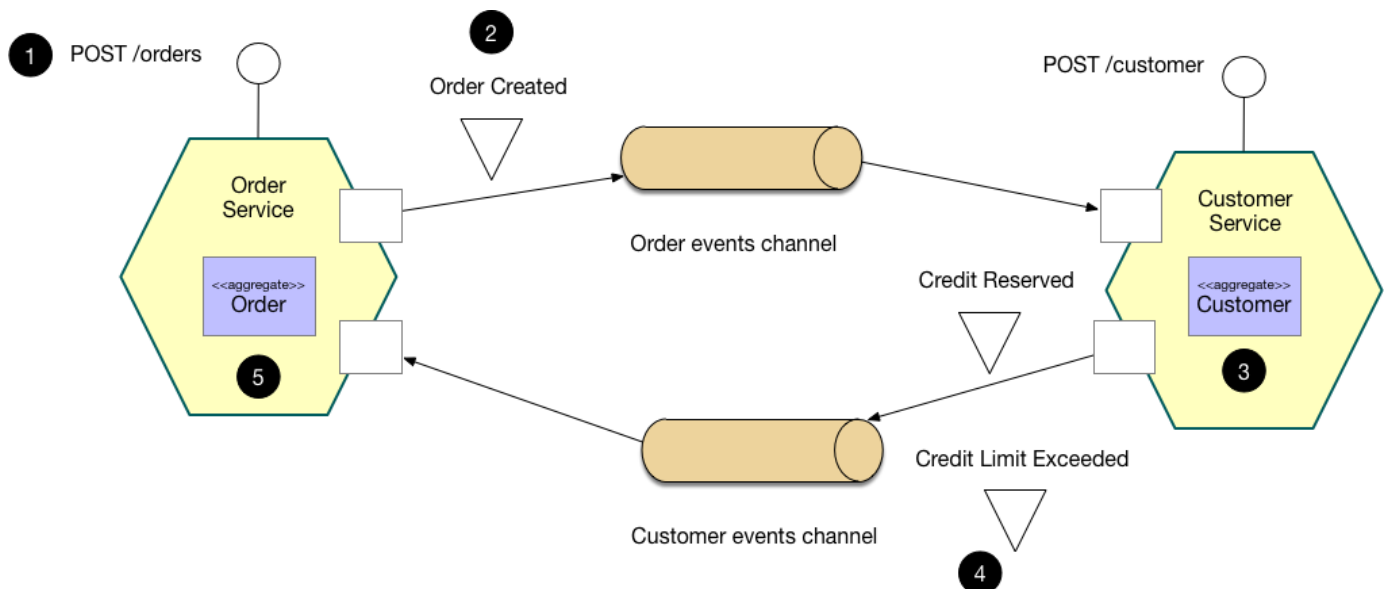 1
POST /orders
2
Order Created
POST /customer
Order
Service
<<aggregate>>
Order
5
Order events channel
Customer
Service
<<aggregate>>
Customer
3
Credit Reserved
Credit Limit Exceeded
4
Customer events channel